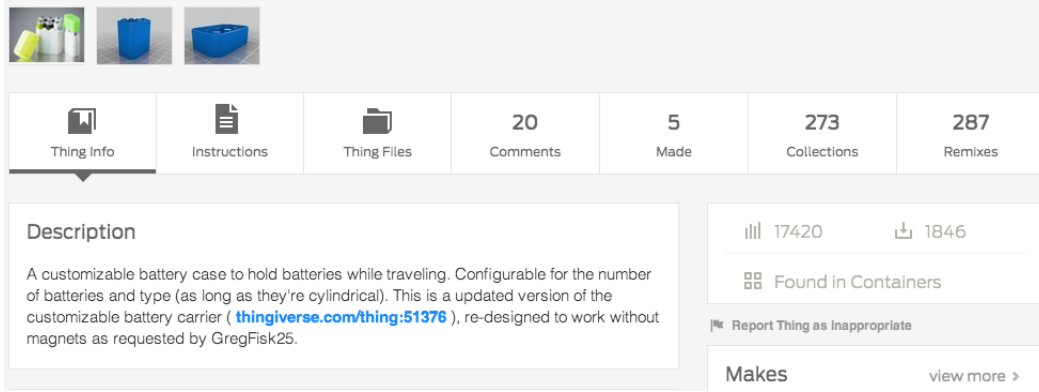 20 5 273 287
Thing Info Instructions Thing Files Comments Made Collections Remixes
Description
A customizable battery case to hold batteries while traveling. Configurable for the number
of batteries and type (as long as they're cylindrical). This is a updated version of the
customizable battery carrier ( thingiverse.com/thing:51376 ), re-designed to work without
magnets as requested by GregFisk25.
17420 1846
Found in Containers
Report Thing as Inappropriate
Makes view more >